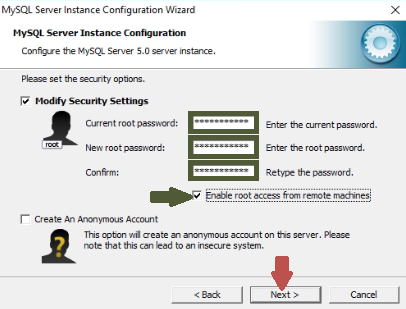 MySQL Server Instance Configuration Wizard
MySQL Server Instance Configuration
Configure the MySQL Server 5.0 server instance.
Please set the security options.
Modify Security Settings
Current root password: *********** Enter the current password.
New root password: *********** Enter the root password.
root
Confirm: *********** Retype the password.
Enable root access from remote machines
Create An Anonymous Account
This option will create an anonymous account on this server. Please
note that this can lead to an insecure system.
< Back Next > Cancel